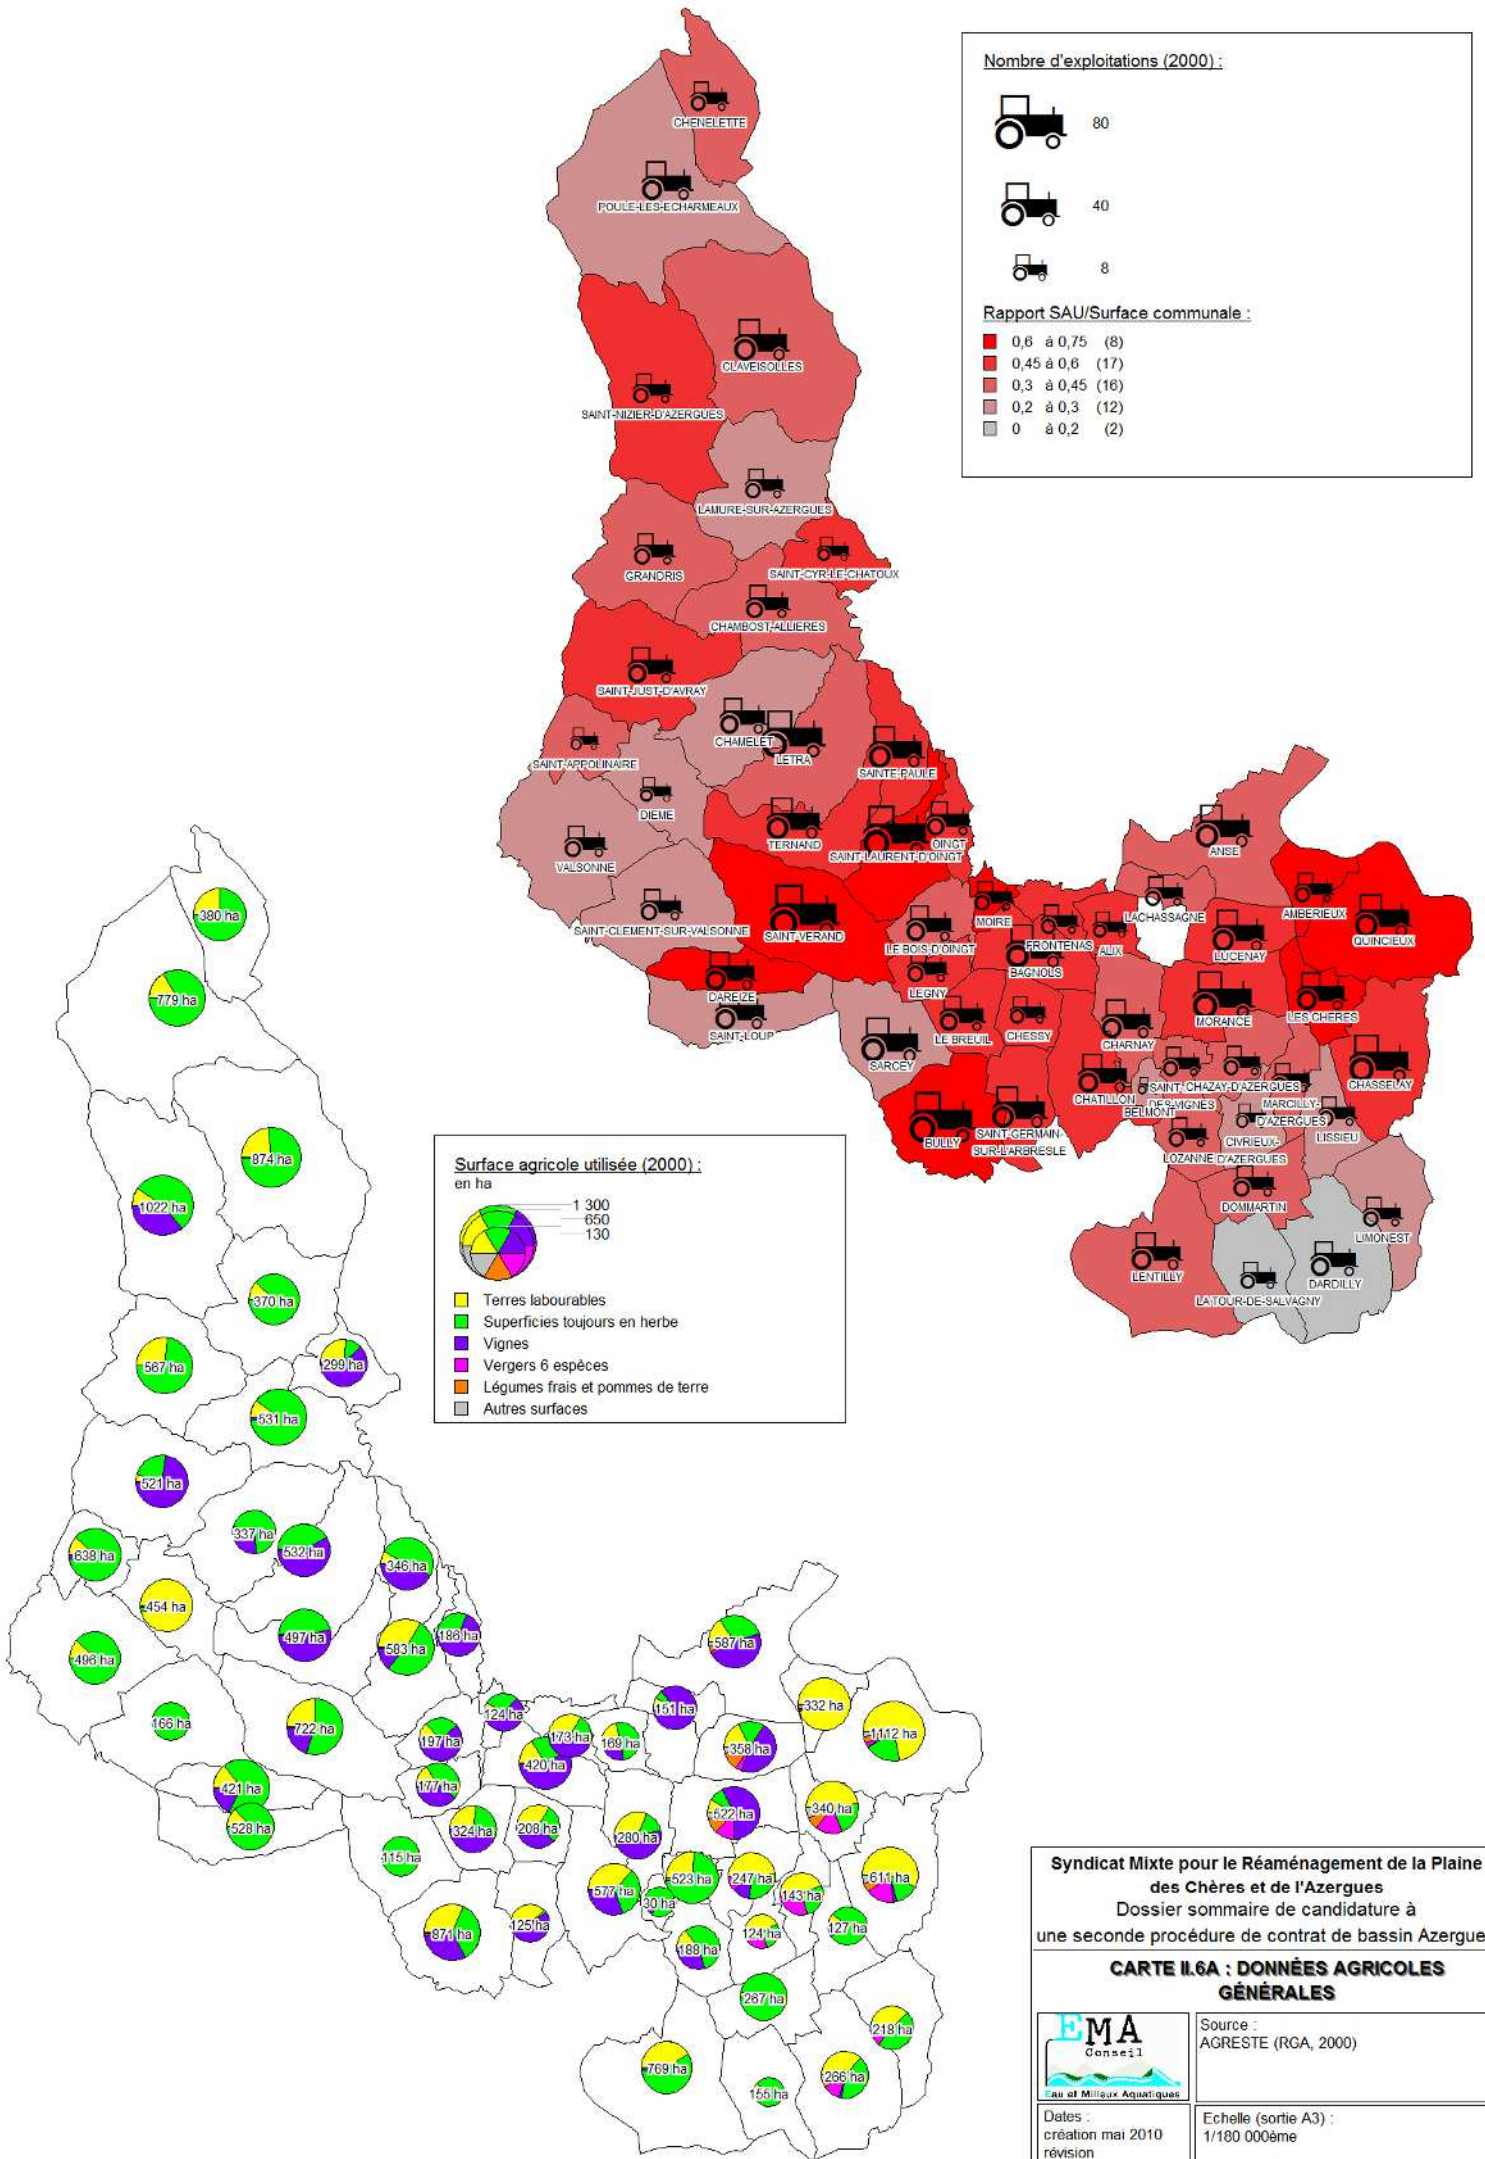 Nombre d'exploitations (2000) :
80
40
8
Rapport SAU/Surface communale :
0,6 à 0,75 (8)
0,45 à 0,6 (17)
0,3 à 0,45 (16)
0,2 à 0,3 (12)
0 à 0,2 (2)
CHENELETTE
POULE-LES-ECHARMEAUX
CLAVEISOLLES
SAINT-NIZIER-D'AZERGUES
LAMURE-SUR-AZERGUES
GRANDRIS
SAINT-CYR-LE-CHATOUX
CHAMBOST-ALLIERES
SAINT-JUST-D'AVRAY
CHAMELET
LETRA
SAINTE-PAULE
SAINT-APPOLINAIRE
DIEME
TERNAND
OINGT
SAINT-LAURENT-D'OINGT
VALSONNE
ANSE
SAINT-CLEMENT-SUR-VALSONNE
SAINT-VERAND
LE BOIS-D'OINGT
MOIRE
FRONTENAS
ALIX
LACHASSAGNE
AMBERIEUX
QUINCIEUX
BAGNOLS
LUCENAY
DAREIZE
LEGNY
SAINT-LOUP
SARCEY
LE BREUIL
CHESSY
CHARNAY
MORANCE
LES CHERES
CHASSELAY
CHATILLON
BELMONT
SAINT-
DES-VIGNES
CHAZAY-D'AZERGUES
MARCILLY-
D'AZERGUES
LISSIEU
BULLY
SAINT-GERMAIN-
SUR-L'ARBRESLE
LOZANNE
CIVRIEUX-
D'AZERGUES
DOMMARTIN
LIMONEST
LENTILLY
LA TOUR-DE-SALVAGNY
DARDILLY
Surface agricole utilisée (2000) :
en ha
1 300
650
130
Terres labourables
Superficies toujours en herbe
Vignes
Vergers 6 espèces
Légumes frais et pommes de terre
Autres surfaces
380 ha
779 ha
874 ha
1022 ha
370 ha
567 ha
299 ha
531 ha
521 ha
337 ha
532 ha
638 ha
346 ha
454 ha
497 ha
583 ha
186 ha
496 ha
587 ha
166 ha
722 ha
197 ha
124 ha
173 ha
169 ha
151 ha
332 ha
1112 ha
358 ha
420 ha
177 ha
421 ha
528 ha
324 ha
208 ha
280 ha
522 ha
340 ha
115 ha
577 ha
30 ha
523 ha
247 ha
143 ha
611 ha
871 ha
125 ha
188 ha
124 ha
127 ha
267 ha
218 ha
769 ha
155 ha
266 ha
Syndicat Mixte pour le Réaménagement de la Plaine
des Chères et de l'Azergues
Dossier sommaire de candidature à
une seconde procédure de contrat de bassin Azergue
CARTE II.6A : DONNÉES AGRICOLES
GÉNÉRALES
EMA
Conseil
Eau et Milieux Aquatiques
Source :
AGRESTE (RGA, 2000)
Dates :
création mai 2010
révision
Echelle (sortie A3) :
1/180 000ème